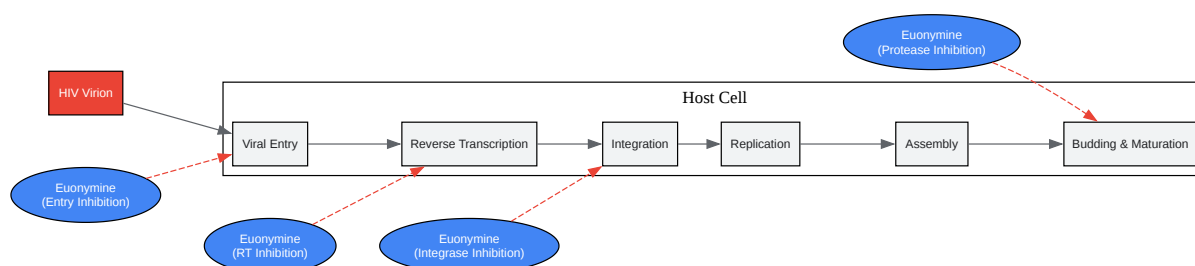 Euonymine
(Protease Inhibition)
HIV Virion
Host Cell
Viral Entry
Reverse Transcription
Integration
Replication
Assembly
Budding & Maturation
Euonymine
(Entry Inhibition)
Euonymine
(RT Inhibition)
Euonymine
(Integrase Inhibition)